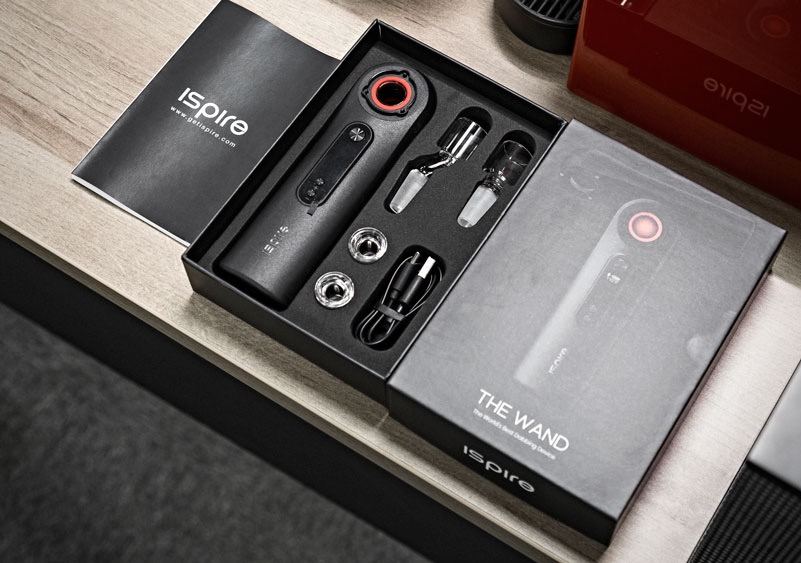 ispire
www.getispire.com
THE WAND
The World's Best Dabbing Device
ispire
ispire